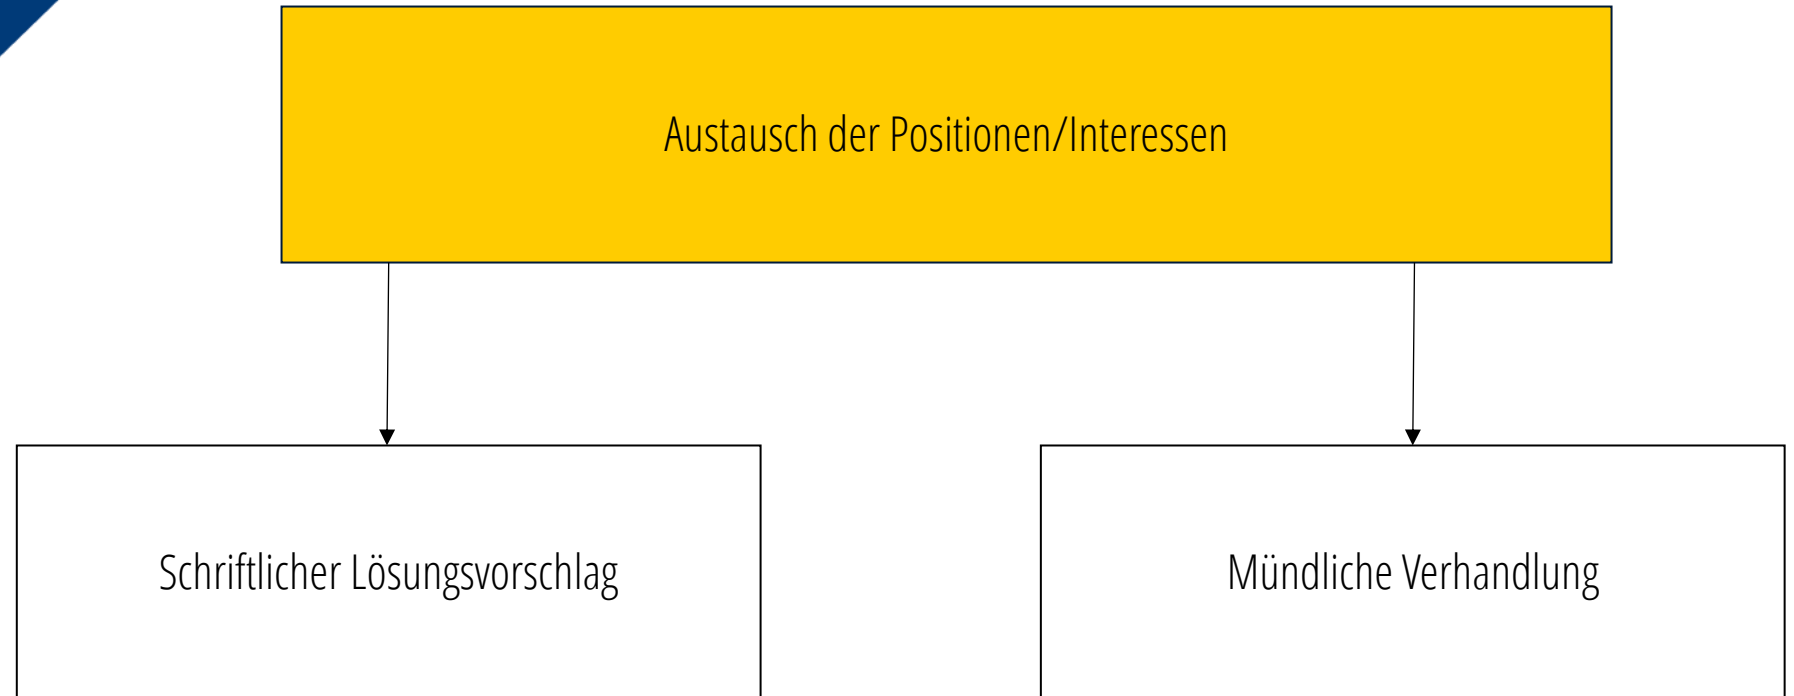 Austausch der Positionen/Interessen
Schriftlicher Lösungsvorschlag
Mündliche Verhandlung